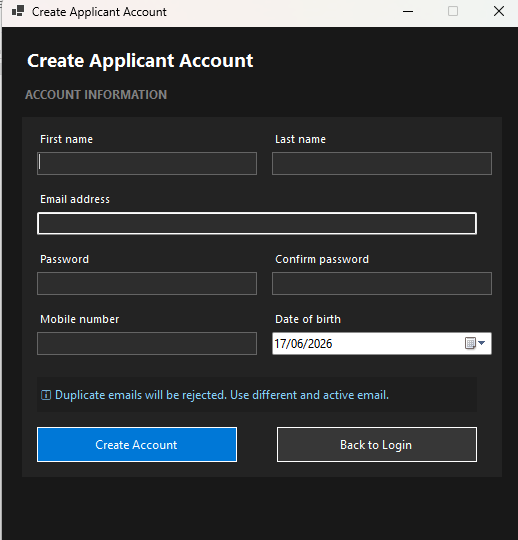 Create Applicant Account
Create Applicant Account
ACCOUNT INFORMATION
First name Last name
Email address
Password Confirm password
Mobile number Date of birth
17/06/2026
Duplicate emails will be rejected. Use different and active email.
Create Account Back to Login